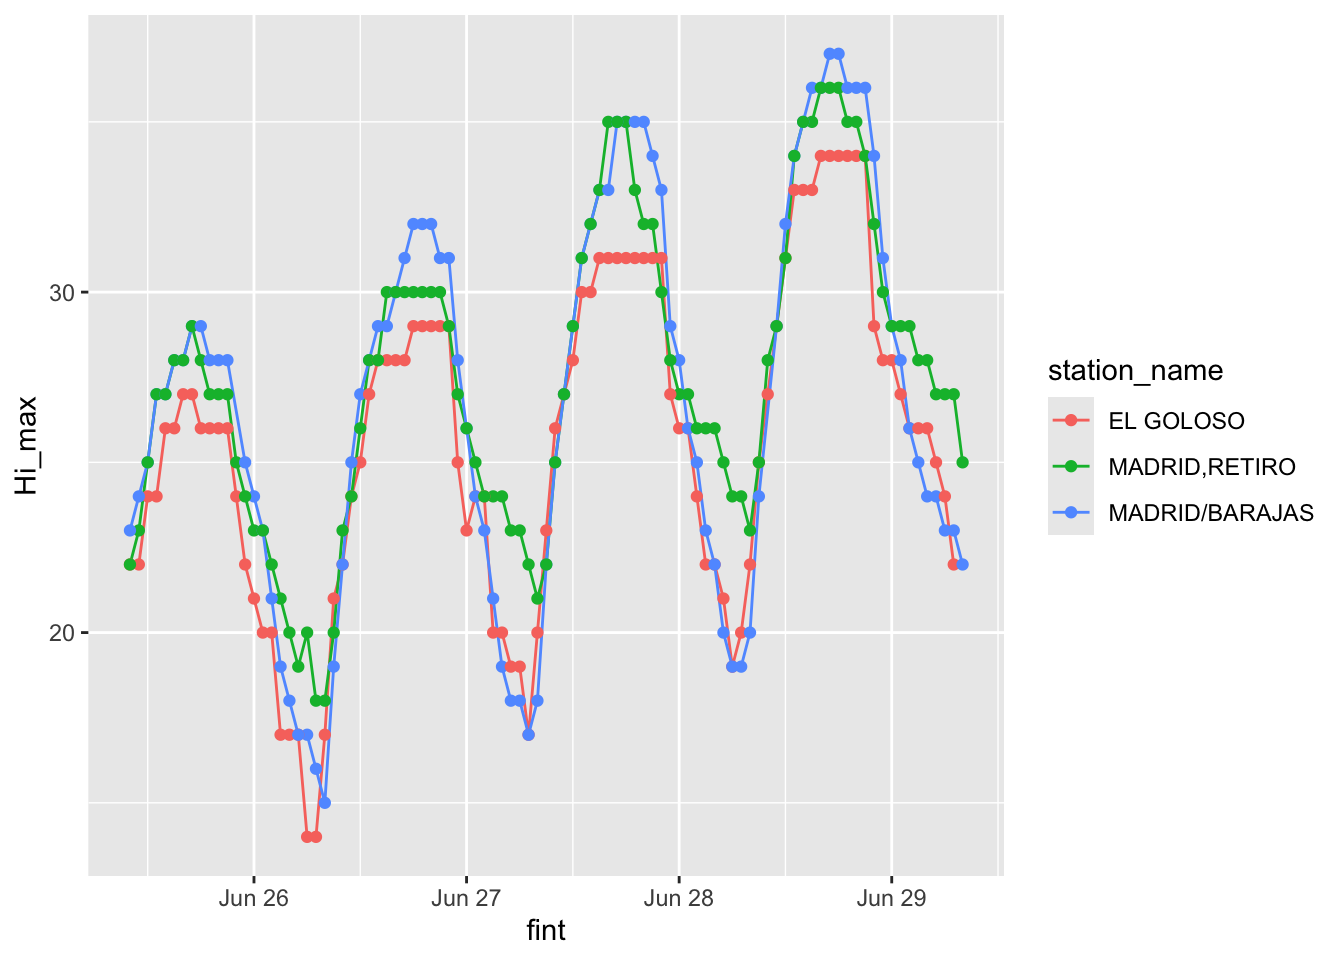 Hi_max
30
20
Jun 26
Jun 27
Jun 28
Jun 29
fint
station_name
EL GOLOSO
MADRID,RETIRO
MADRID/BARAJAS